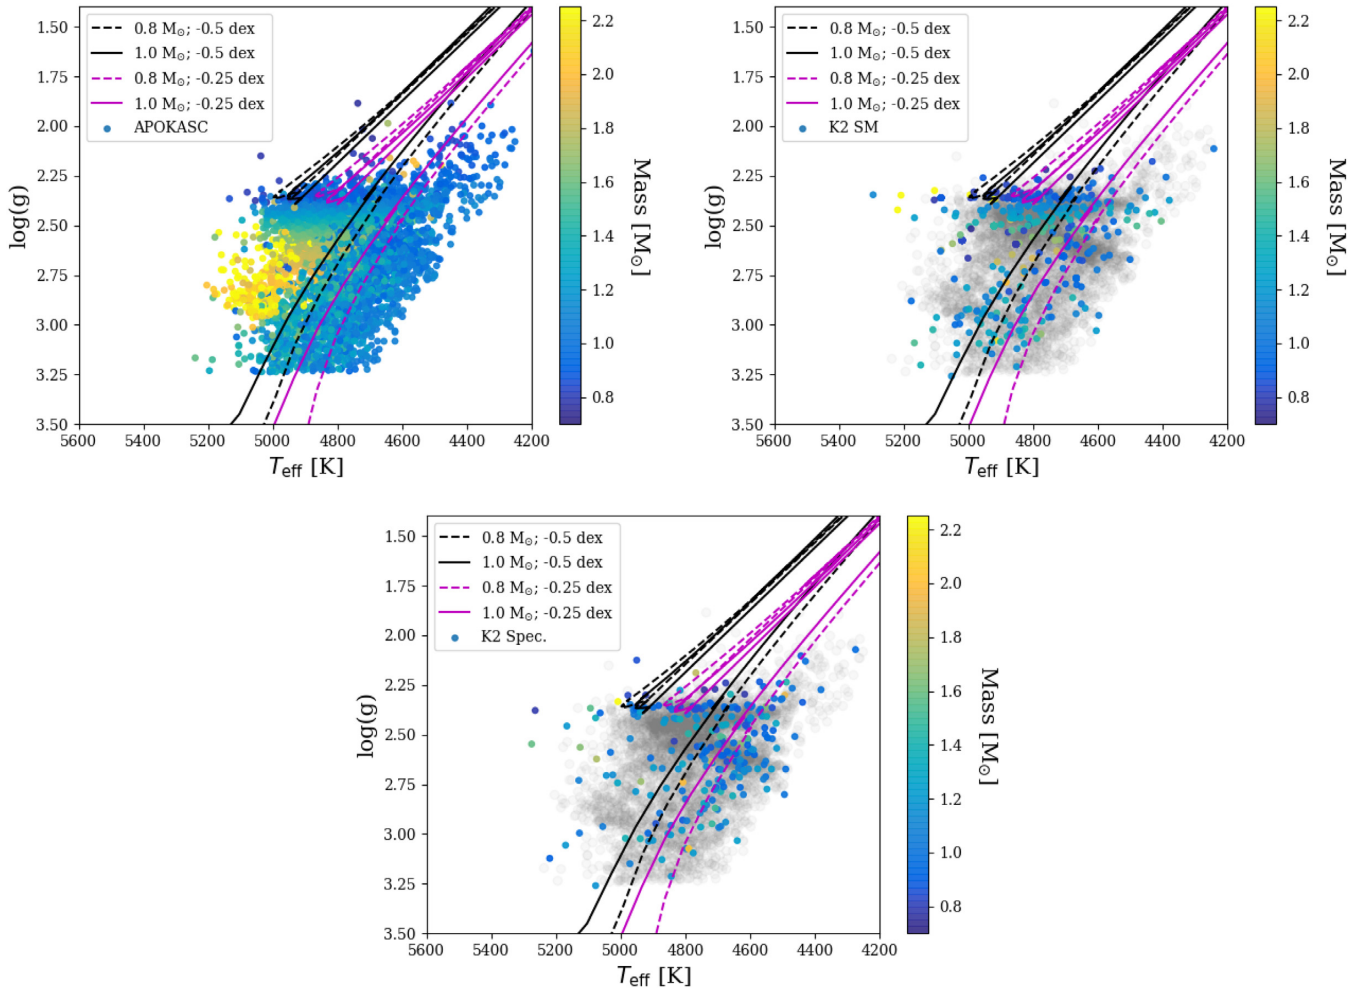 1.50
1.75
2.00
2.25
2.50
2.75
3.00
3.25
3.50
log(g)
0.8 M⊙; -0.5 dex
1.0 M⊙; -0.5 dex
0.8 M⊙; -0.25 dex
1.0 M⊙; -0.25 dex
APOKASC
5600 5400 5200 5000 4800 4600 4400 4200
Teff [K]
2.2
2.0
1.8
1.6
1.4
1.2
1.0
0.8
Mass [M⊙]
1.50
1.75
2.00
2.25
2.50
2.75
3.00
3.25
3.50
log(g)
0.8 M⊙; -0.5 dex
1.0 M⊙; -0.5 dex
0.8 M⊙; -0.25 dex
1.0 M⊙; -0.25 dex
K2 SM
5600 5400 5200 5000 4800 4600 4400 4200
Teff [K]
2.2
2.0
1.8
1.6
1.4
1.2
1.0
0.8
Mass [M⊙]
1.50
1.75
2.00
2.25
2.50
2.75
3.00
3.25
3.50
log(g)
0.8 M⊙; -0.5 dex
1.0 M⊙; -0.5 dex
0.8 M⊙; -0.25 dex
1.0 M⊙; -0.25 dex
K2 Spec.
5600 5400 5200 5000 4800 4600 4400 4200
Teff [K]
2.2
2.0
1.8
1.6
1.4
1.2
1.0
0.8
Mass [M⊙]